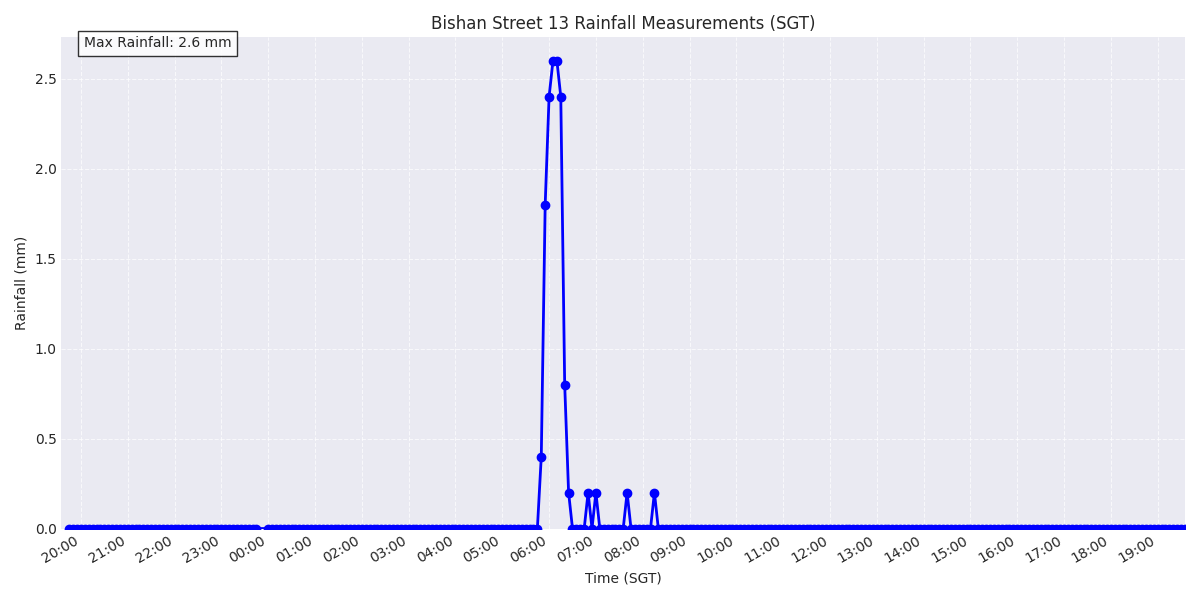 Bishan Street 13 Rainfall Measurements (SGT)
Max Rainfall: 2.6 mm
Rainfall (mm)
2.5
2.0
1.5
1.0
0.5
0.0
20:00 21:00 22:00 23:00 00:00 01:00 02:00 03:00 04:00 05:00 06:00 07:00 08:00 09:00 10:00 11:00 12:00 13:00 14:00 15:00 16:00 17:00 18:00 19:00
Time (SGT)